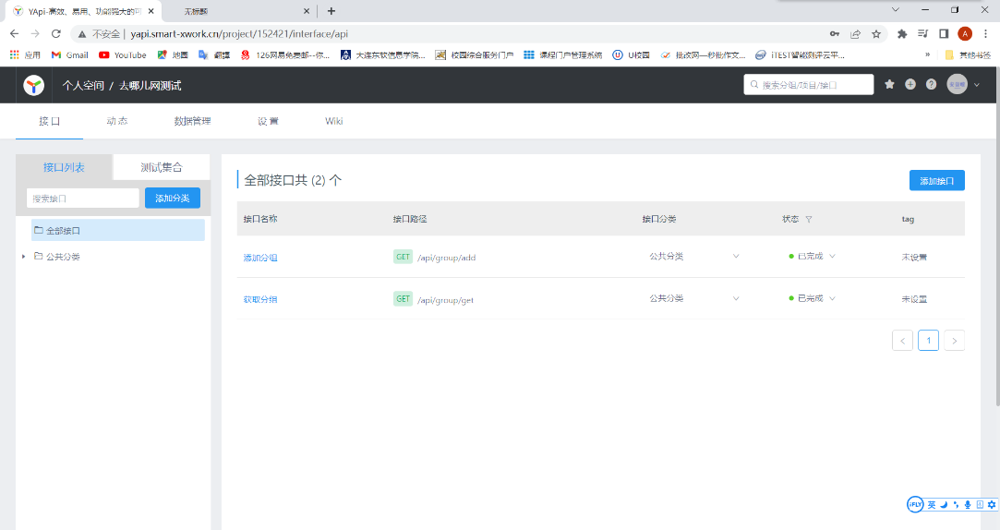 YApi-高效、易用、功能强大的可
无标题
不安全 | yapi.smart-xwork.cn/project/152421/interface/api
A
应用 Gmail YouTube 地图 翻譯 126网易免费邮--你... 大连东软信息学院... 校园综合服务门户 课程门户管理系统 U校园 批改网—秒批作文... iTEST智能测评云平... » 其他书签
个人空间 / 去哪儿网测试
搜索分组/项目/接口
接口 动态 数据管理 设置 Wiki
接口列表 测试集合
搜索接口 添加分类
全部接口
公共分类
全部接口共 (2) 个
添加接口
接口名称 接口路径 接口分类 状态 tag
添加分组 GET /api/group/add 公共分类 已完成 未设置
获取分组 GET /api/group/get 公共分类 已完成 未设置
1
iFLY 英